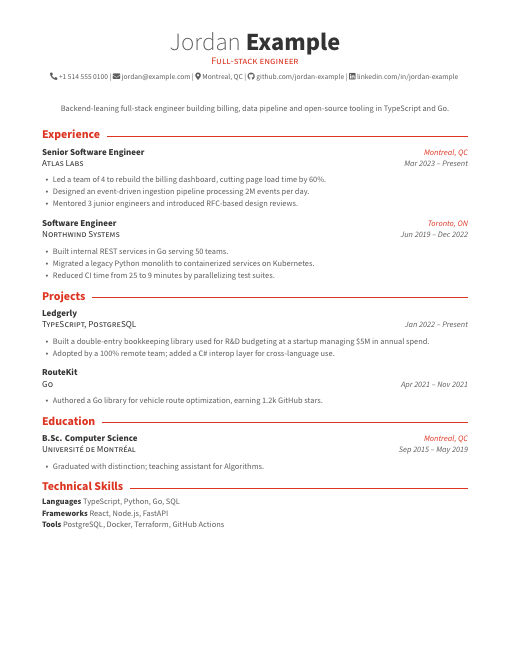 Jordan Example
Full-stack engineer
+1 514 555 0100 | jordan@example.com | Montreal, QC | github.com/jordan-example | linkedin.com/in/jordan-example
Backend-leaning full-stack engineer building billing, data pipeline and open-source tooling in TypeScript and Go.
Experience
Senior Software Engineer Montreal, QC
Atlas Labs Mar 2023 – Present
• Led a team of 4 to rebuild the billing dashboard, cutting page load time by 60%.
• Designed an event-driven ingestion pipeline processing 2M events per day.
• Mentored 3 junior engineers and introduced RFC-based design reviews.
Software Engineer Toronto, ON
Northwind Systems Jun 2019 – Dec 2022
• Built internal REST services in Go serving 50 teams.
• Migrated a legacy Python monolith to containerized services on Kubernetes.
• Reduced CI time from 25 to 9 minutes by parallelizing test suites.
Projects
Ledgerly
TypeScript, PostgreSQL Jan 2022 – Present
• Built a double-entry bookkeeping library used for R&D budgeting at a startup managing $5M in annual spend.
• Adopted by a 100% remote team; added a C# interop layer for cross-language use.
RouteKit
Go Apr 2021 – Nov 2021
• Authored a Go library for vehicle route optimization, earning 1.2k GitHub stars.
Education
B.Sc. Computer Science Montreal, QC
Université de Montréal Sep 2015 – May 2019
• Graduated with distinction; teaching assistant for Algorithms.
Technical Skills
Languages TypeScript, Python, Go, SQL
Frameworks React, Node.js, FastAPI
Tools PostgreSQL, Docker, Terraform, GitHub Actions